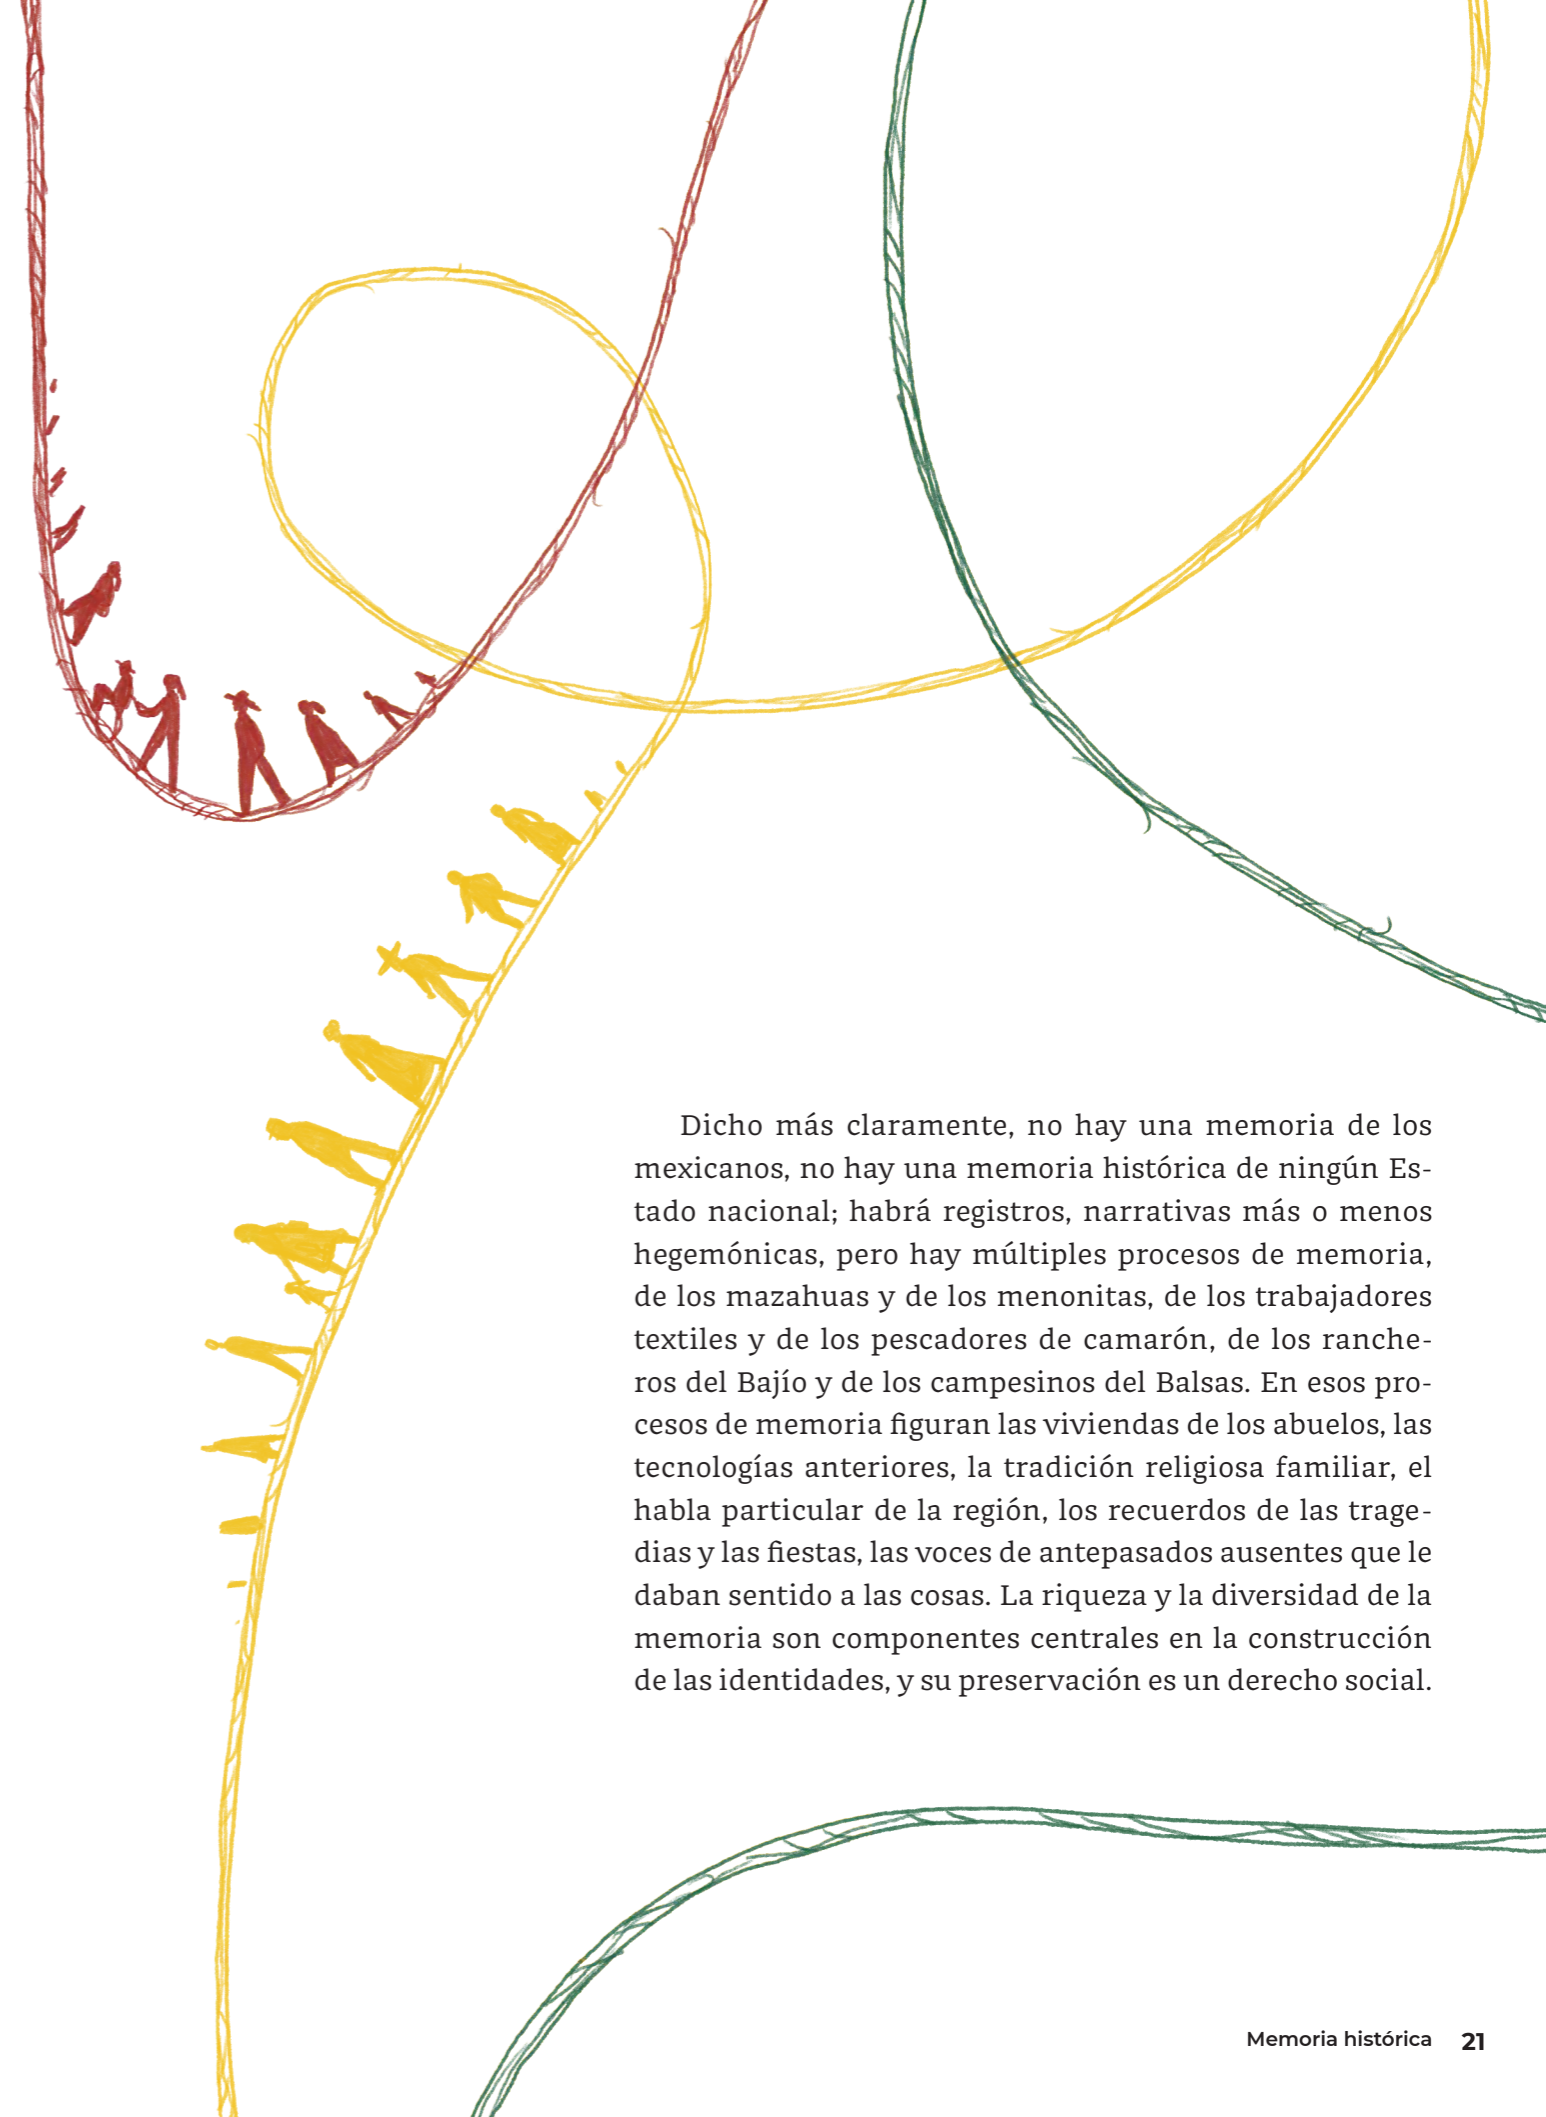 Dicho más claramente, no hay una memoria de los
mexicanos, no hay una memoria histórica de ningún Es-
tado nacional; habrá registros, narrativas más o menos
hegemónicas, pero hay múltiples procesos de memoria,
de los mazahuas y de los menonitas, de los trabajadores
textiles y de los pescadores de camarón, de los ranche-
ros del Bajío y de los campesinos del Balsas. En esos pro-
cesos de memoria figuran las viviendas de los abuelos, las
tecnologías anteriores, la tradición religiosa familiar, el
habla particular de la región, los recuerdos de las trage-
dias y las fiestas, las voces de antepasados ausentes que le
daban sentido a las cosas. La riqueza y la diversidad de la
memoria son componentes centrales en la construcción
de las identidades, y su preservación es un derecho social.
Memoria histórica 21